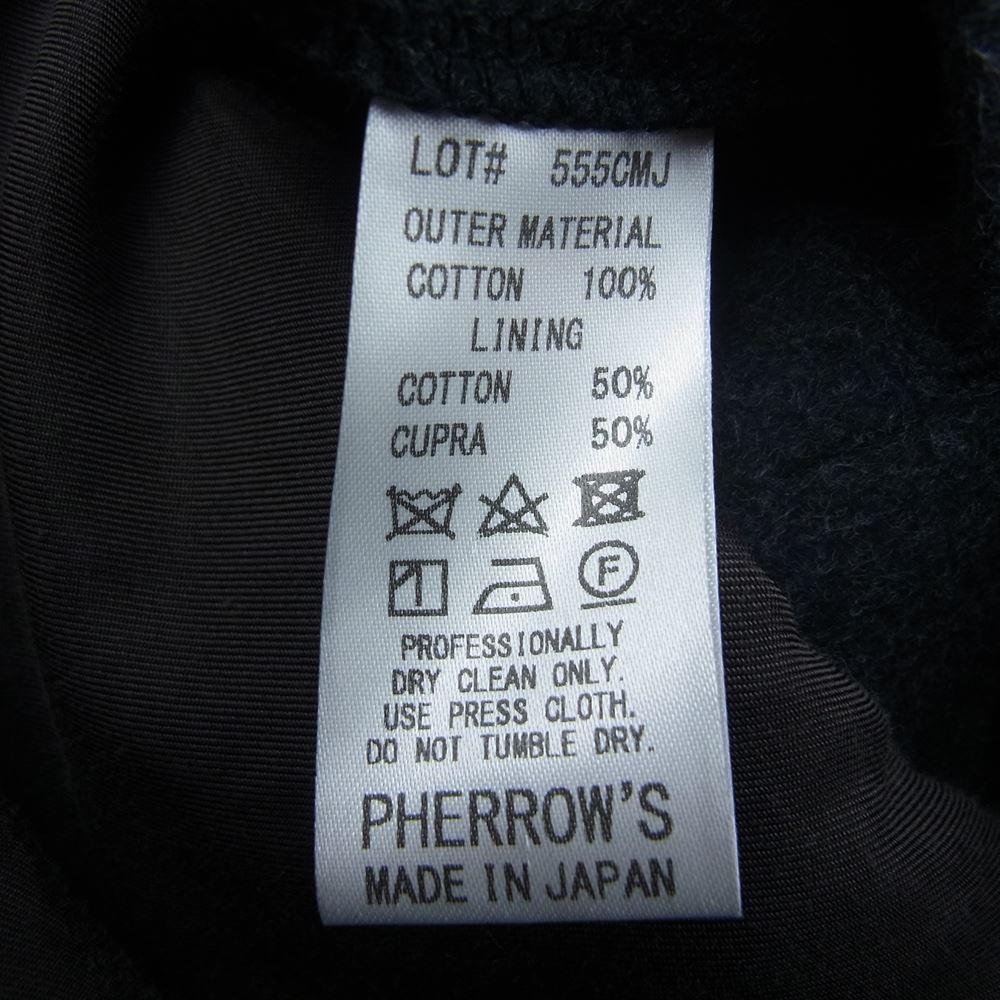 LOT# 555CMJ
OUTER MATERIAL
COTTON 100%
LINING
COTTON 50%
CUPRA 50%
F
PROFESSIONALLY
DRY CLEAN ONLY.
USE PRESS CLOTH.
DO NOT TUMBLE DRY.
PHERROW'S
MADE IN JAPAN